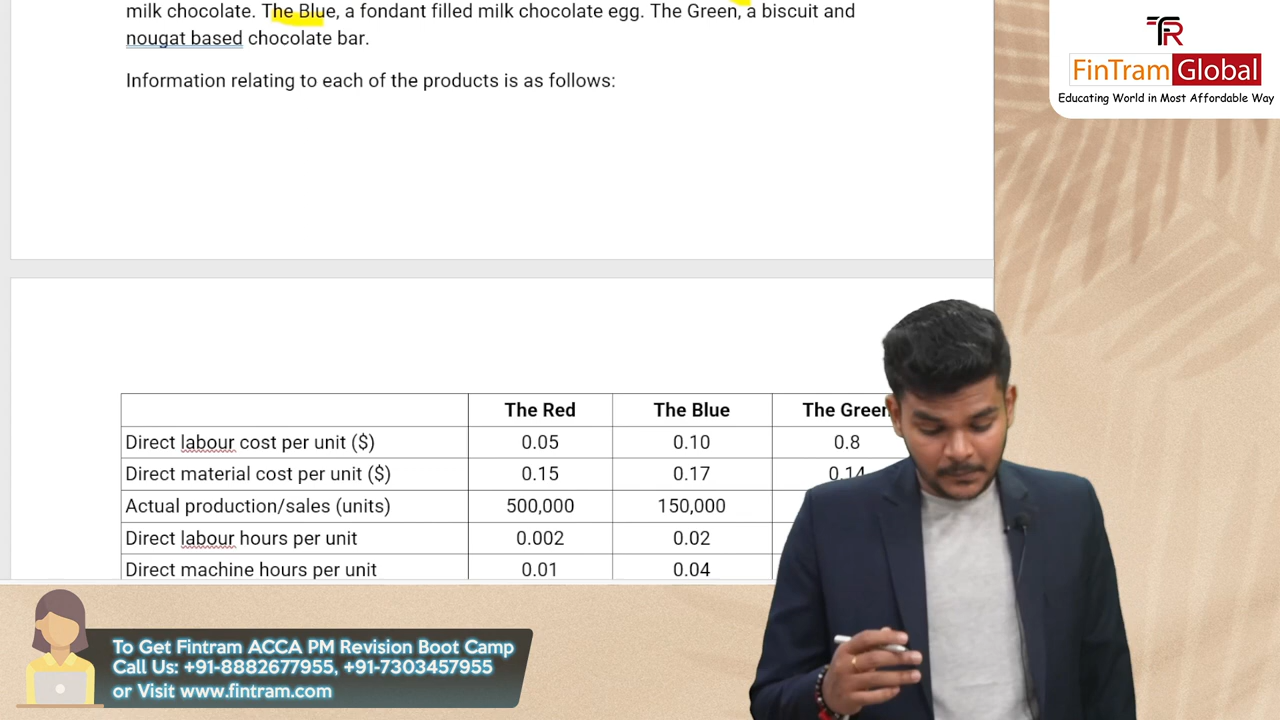 milk chocolate. The Blue, a fondant filled milk chocolate egg. The Green, a biscuit and
nougat based chocolate bar.
Information relating to each of the products is as follows:
The Red The Blue The Green
Direct labour cost per unit ($) 0.05 0.10 0.8
Direct material cost per unit ($) 0.15 0.17 0.14
Actual production/sales (units) 500,000 150,000
Direct labour hours per unit 0.002 0.02
Direct machine hours per unit 0.01 0.04
FinTram Global
Educating World in Most Affordable Way
To Get Fintram ACCA PM Revision Boot Camp
Call Us: +91-8882677955, +91-7303457955
or Visit www.fintram.com